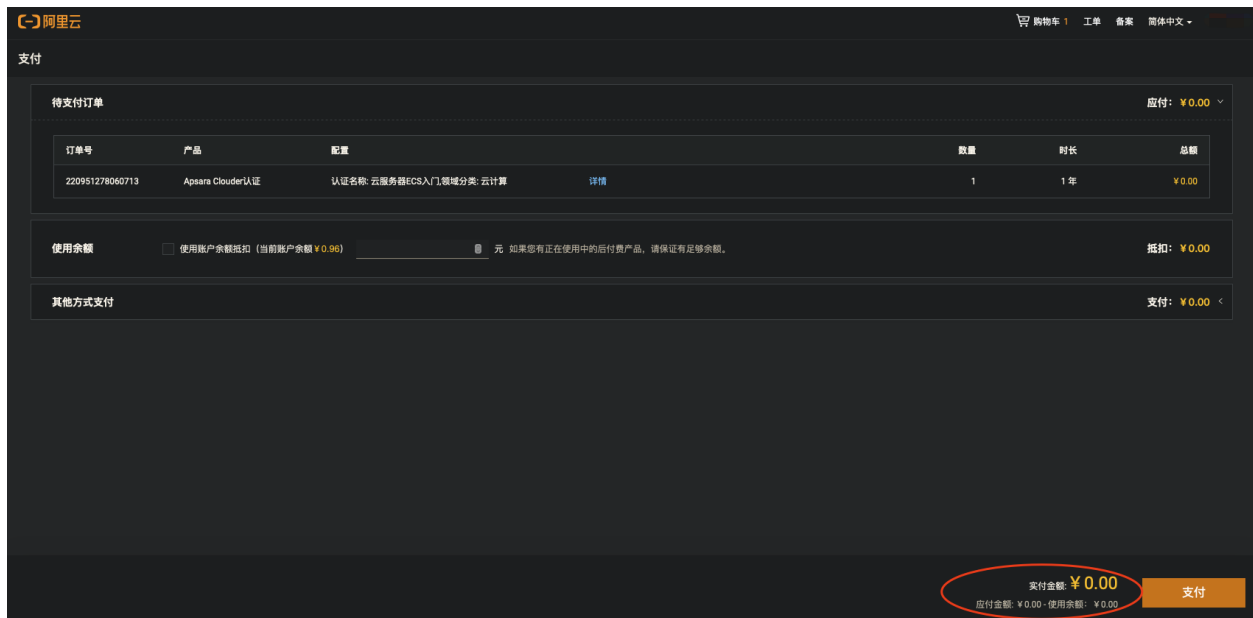 阿里云 购物车 1 工单 备案 简体中文
支付
待支付订单 应付：￥0.00
订单号 产品 配置 数量 时长 总额
220951278060713 Apsara Clouder认证 认证名称: 云服务器ECS入门,领域分类: 云计算 详情 1 1 年 ￥0.00
使用余额 使用账户余额抵扣（当前账户余额￥0.96） 元 如果您有正在使用中的后付费产品，请保证有足够余额。 抵扣：￥0.00
其他方式支付 支付：￥0.00
实付金额: ￥0.00 支付
应付金额: ￥0.00 - 使用余额： ￥0.00